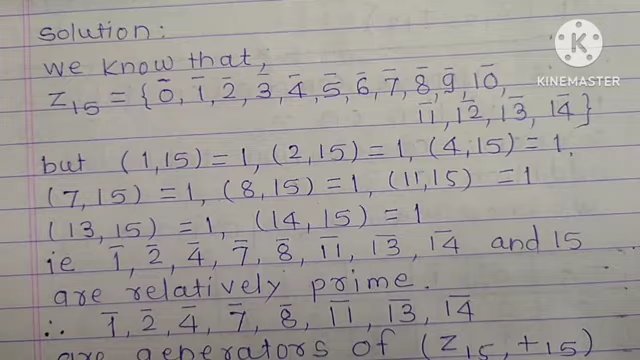 Solution:
we know that,
Z₁₅ = {0̄, 1̄, 2̄, 3̄, 4̄, 5̄, 6̄, 7̄, 8̄, 9̄, 1̄0̄,
1̄1̄, 1̄2̄, 1̄3̄, 1̄4̄}
but (1,15) = 1, (2,15) = 1, (4,15) = 1.
(7,15) = 1, (8,15) = 1, (11,15) = 1
(13,15) = 1, (14,15) = 1
ie 1̄, 2̄, 4̄, 7̄, 8̄, 1̄1̄, 1̄3̄, 1̄4̄ and 15
are relatively prime.
∴ 1̄, 2̄, 4̄, 7̄, 8̄, 1̄1̄, 1̄3̄, 1̄4̄
are generators of (Z₁₅, +₁₅)
K
KINEMASTER